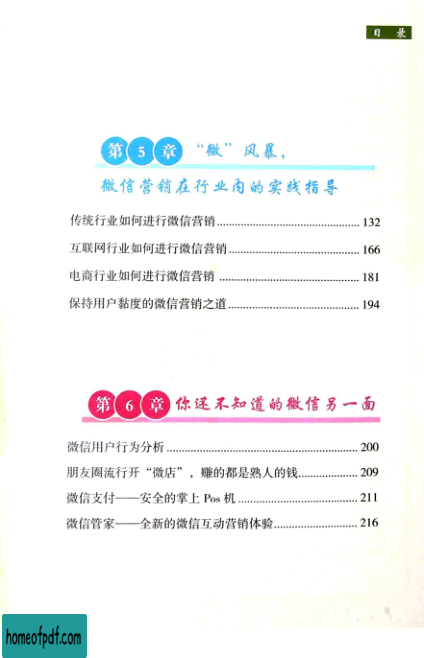 目 录
第5章 “微”风暴，
微信营销在行业内的实践指导
传统行业如何进行微信营销................................................ 132
互联网行业如何进行微信营销............................................ 166
电商行业如何进行微信营销 ............................................... 181
保持用户黏度的微信营销之道............................................ 194
第6章 你还不知道的微信另一面
微信用户行为分析................................................................ 200
朋友圈流行开“微店”，赚的都是熟人的钱.................... 209
微信支付——安全的掌上 Pos 机 ........................................ 211
微信管家——全新的微信互动营销体验............................ 216
homeofpdf.com